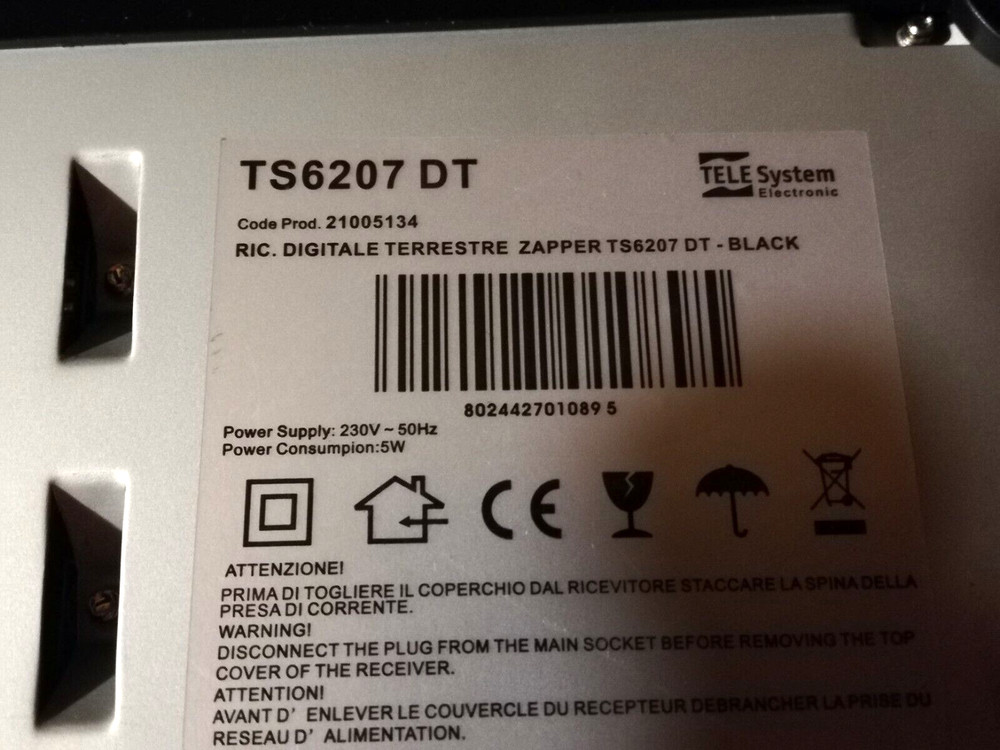 TS6207 DT
TELE System
Electronic
Code Prod. 21005134
RIC. DIGITALE TERRESTRE ZAPPER TS6207 DT - BLACK
802442701089 5
Power Supply: 230V ~ 50Hz
Power Consumpion:5W
CE
ATTENZIONE!
PRIMA DI TOGLIERE IL COPERCHIO DAL RICEVITORE STACCARE LA SPINA DELLA
PRESA DI CORRENTE.
WARNING!
DISCONNECT THE PLUG FROM THE MAIN SOCKET BEFORE REMOVING THE TOP
COVER OF THE RECEIVER.
ATTENTION!
AVANT D' ENLEVER LE COUVERCLE DU RECEPTEUR DEBRANCHER LA PRIBE DU
RESEAU D' ALIMENTATION.